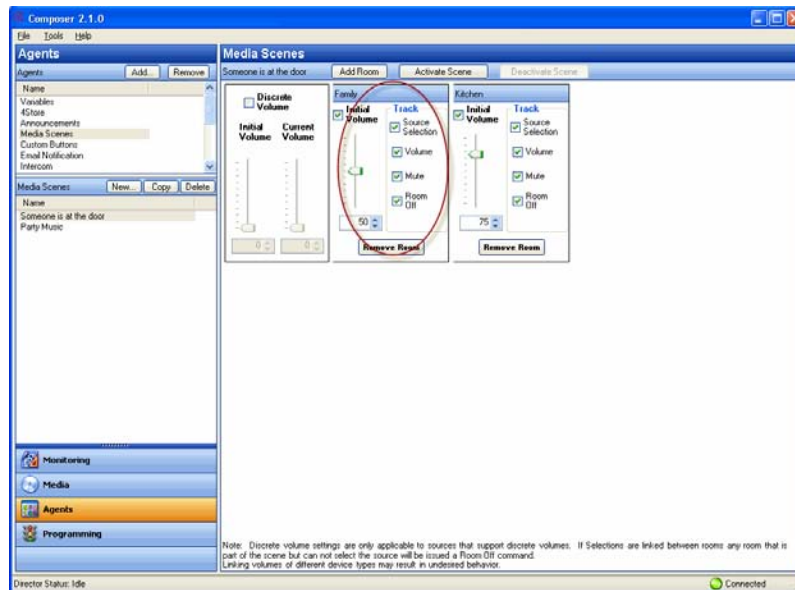 Composer 2.1.0
File Tools Help
Agents
Agents Add... Remove
Name
Variables
4Store
Announcements
Media Scenes
Custom Buttons
Email Notification
Intercom
Media Scenes New... Copy Delete
Name
Someone is at the door
Party Music
Monitoring
Media
Agents
Programming
Media Scenes
Someone is at the door Add Room Activate Scene Deactivate Scene
Discrete
Volume
Initial Current
Volume Volume
0 0
Family
Initial
Volume
Track
Source
Selection
Volume
Mute
Room
Off
50
Remove Room
Kitchen
Initial
Volume
Track
Source
Selection
Volume
Mute
Room
Off
75
Remove Room
Note: Discrete volume settings are only applicable to sources that support discrete volumes. If Selections are linked between rooms any room that is
part of the scene but can not select the source will be issued a Room Off command.
Linking volumes of different device types may result in undesired behavior.
Director Status: Idle Connected